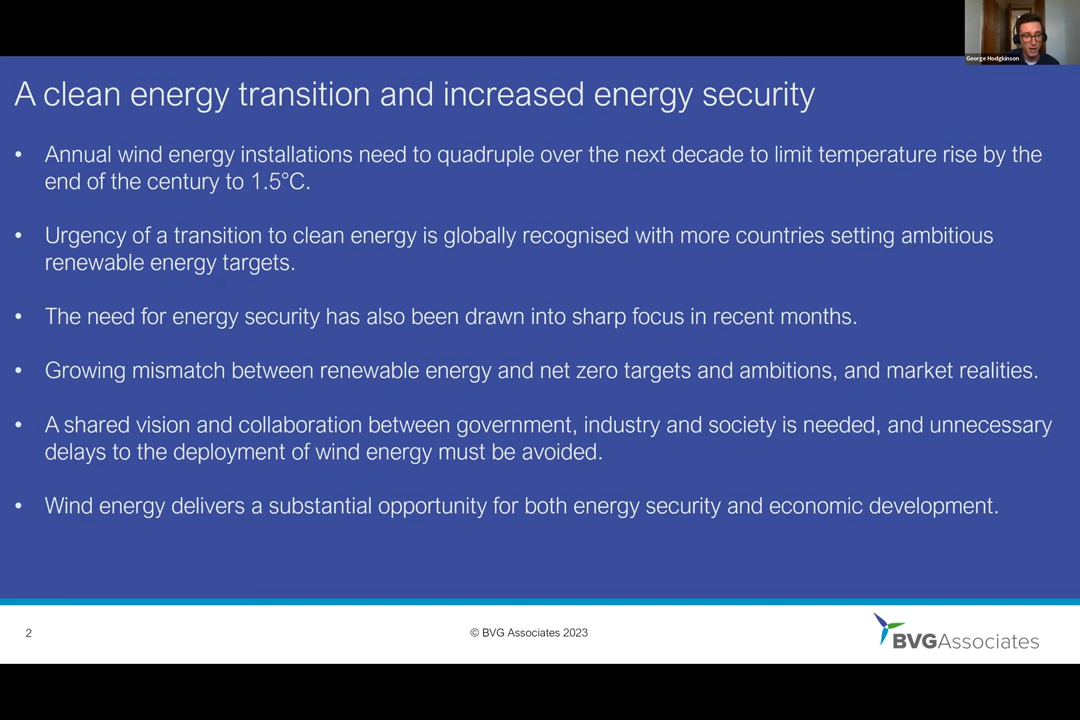 George Hodgkinson
A clean energy transition and increased energy security
• Annual wind energy installations need to quadruple over the next decade to limit temperature rise by the
end of the century to 1.5°C.
• Urgency of a transition to clean energy is globally recognised with more countries setting ambitious
renewable energy targets.
• The need for energy security has also been drawn into sharp focus in recent months.
• Growing mismatch between renewable energy and net zero targets and ambitions, and market realities.
• A shared vision and collaboration between government, industry and society is needed, and unnecessary
delays to the deployment of wind energy must be avoided.
• Wind energy delivers a substantial opportunity for both energy security and economic development.
2
© BVG Associates 2023
BVGAssociates